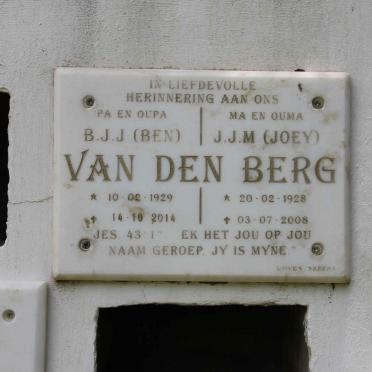 IN LIEFDEVOLLE
HERINNERING AAN ONS
PA EN OUPA MA EN OUMA
B.J.J (BEN) J.J.M (JOEY)
VAN DEN BERG
* 10-02-1929 * 20-02-1928
✝ 14-10-2014 ✝ 03-07-2008
JES. 43:1 EK HET JOU OP JOU
NAAM GEROEP. JY IS MYNE."